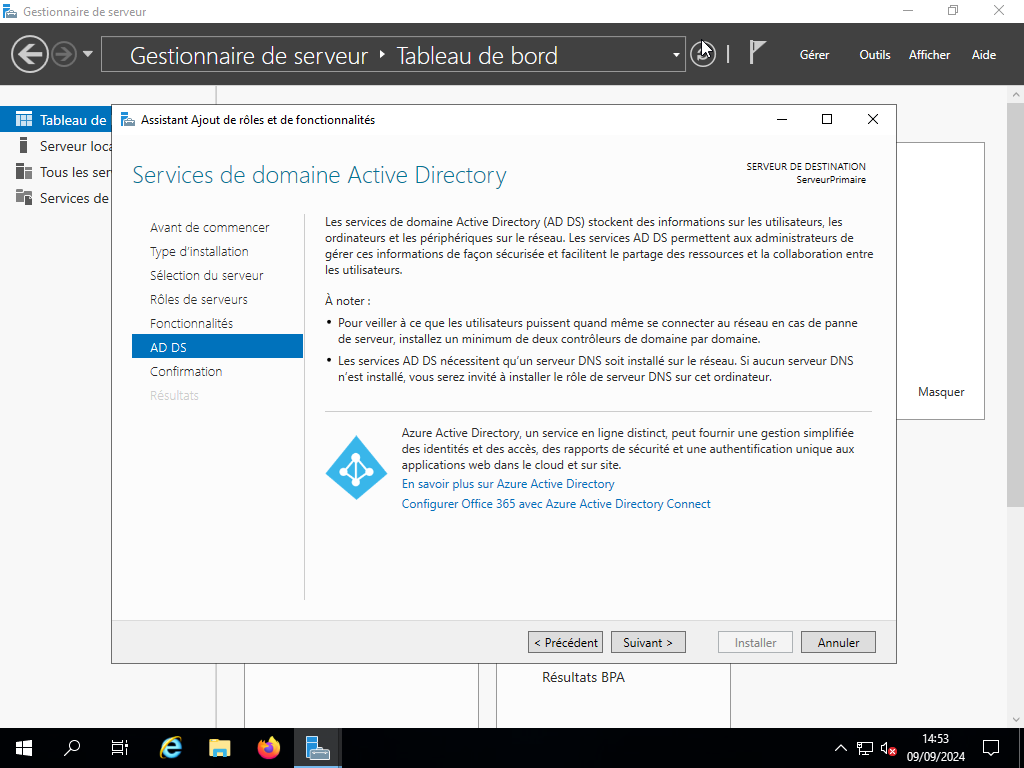 Gestionnaire de serveur
Gestionnaire de serveur ‣ Tableau de bord
Gérer
Outils
Afficher
Aide
Tableau de
Serveur loca
Tous les ser
Services de
Assistant Ajout de rôles et de fonctionnalités
Services de domaine Active Directory
SERVEUR DE DESTINATION
ServeurPrimaire
Avant de commencer
Type d'installation
Sélection du serveur
Rôles de serveurs
Fonctionnalités
AD DS
Confirmation
Résultats
Les services de domaine Active Directory (AD DS) stockent des informations sur les utilisateurs, les
ordinateurs et les périphériques sur le réseau. Les services AD DS permettent aux administrateurs de
gérer ces informations de façon sécurisée et facilitent le partage des ressources et la collaboration entre
les utilisateurs.
À noter :
• Pour veiller à ce que les utilisateurs puissent quand même se connecter au réseau en cas de panne
de serveur, installez un minimum de deux contrôleurs de domaine par domaine.
• Les services AD DS nécessitent qu'un serveur DNS soit installé sur le réseau. Si aucun serveur DNS
n'est installé, vous serez invité à installer le rôle de serveur DNS sur cet ordinateur.
Azure Active Directory, un service en ligne distinct, peut fournir une gestion simplifiée
des identités et des accès, des rapports de sécurité et une authentification unique aux
applications web dans le cloud et sur site.
En savoir plus sur Azure Active Directory
Configurer Office 365 avec Azure Active Directory Connect
Masquer
< Précédent
Suivant >
Installer
Annuler
Résultats BPA
14:53
09/09/2024